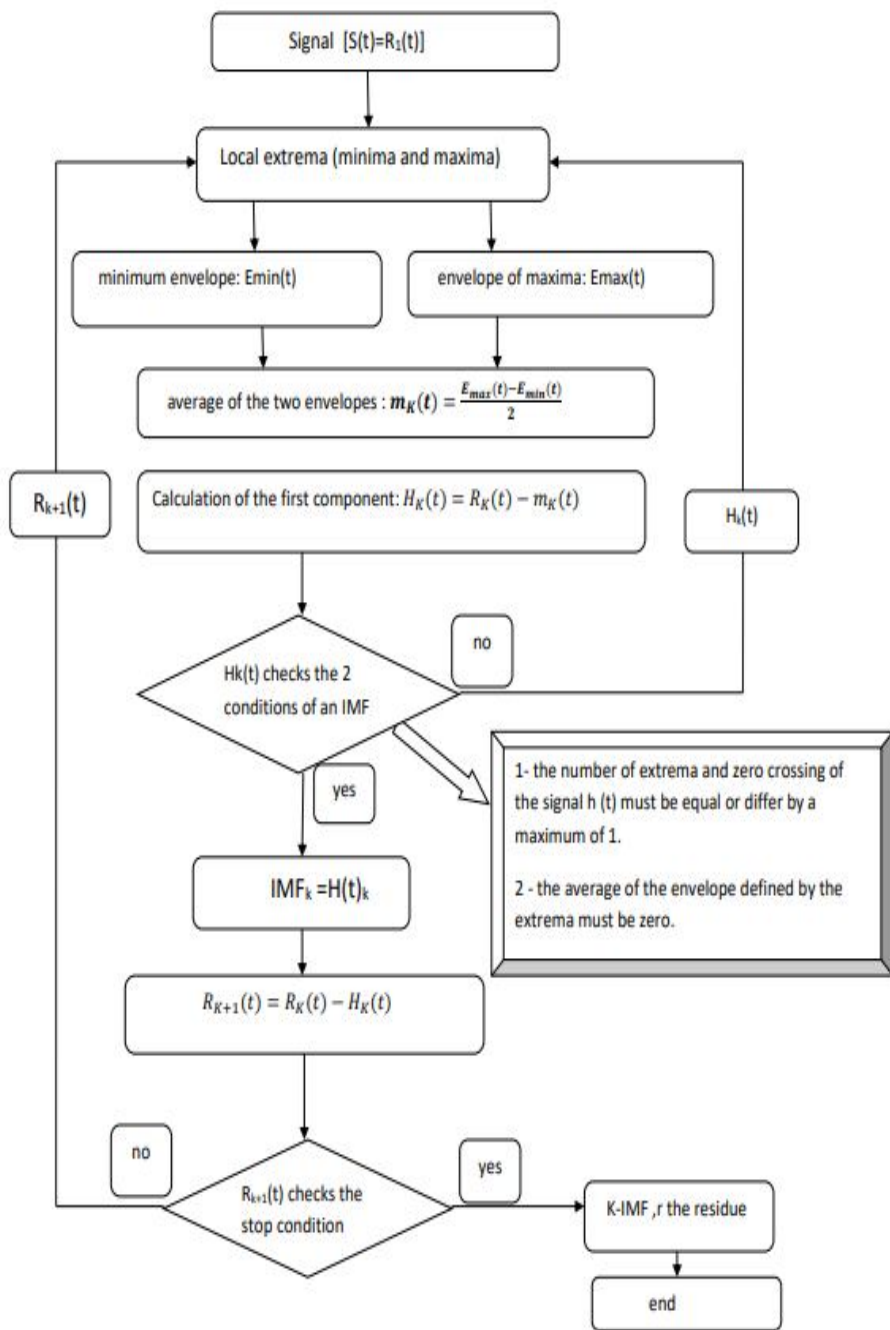 Signal [S(t)=R₁(t)]
Local extrema (minima and maxima)
minimum envelope: Emin(t)
envelope of maxima: Emax(t)
average of the two envelopes : m_K(t) = (E_max(t)−E_min(t))/2
R_{k+1}(t)
Calculation of the first component: H_K(t) = R_K(t) − m_K(t)
H_k(t)
no
Hk(t) checks the 2
conditions of an IMF
yes
1- the number of extrema and zero crossing of
the signal h (t) must be equal or differ by a
maximum of 1.
2 - the average of the envelope defined by the
extrema must be zero.
IMF_k =H(t)_k
R_{K+1}(t) = R_K(t) − H_K(t)
no
yes
R_{k+1}(t) checks the
stop condition
K-IMF ,r the residue
end